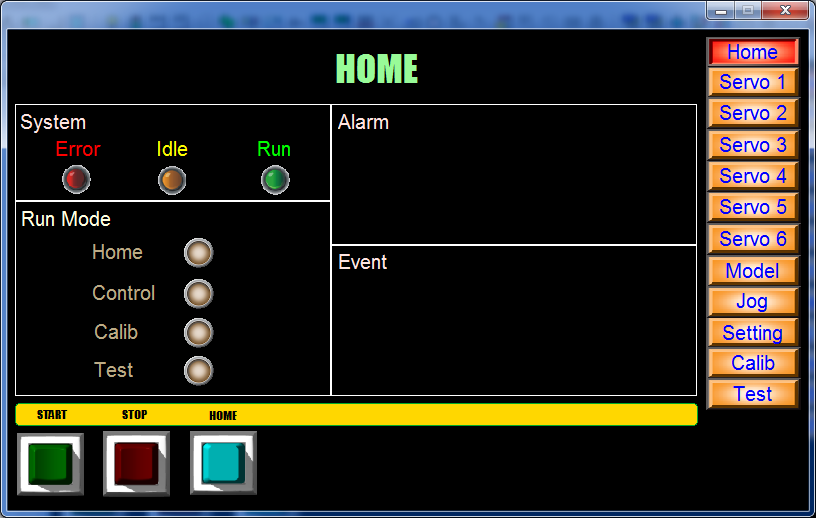 HOME
System
Error Idle Run
Run Mode
Home
Control
Calib
Test
Alarm
Event
START STOP HOME
Home
Servo 1
Servo 2
Servo 3
Servo 4
Servo 5
Servo 6
Model
Jog
Setting
Calib
Test